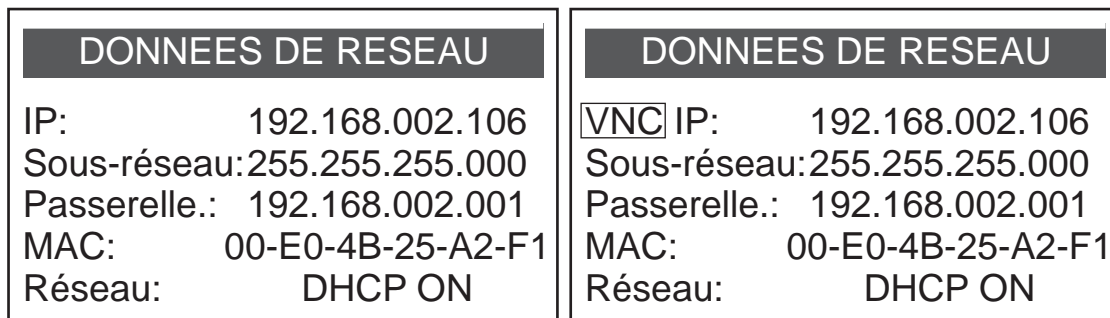 DONNEES DE RESEAU
IP: 192.168.002.106
Sous-réseau:255.255.255.000
Passerelle.: 192.168.002.001
MAC: 00-E0-4B-25-A2-F1
Réseau: DHCP ON
DONNEES DE RESEAU
VNC IP: 192.168.002.106
Sous-réseau:255.255.255.000
Passerelle.: 192.168.002.001
MAC: 00-E0-4B-25-A2-F1
Réseau: DHCP ON